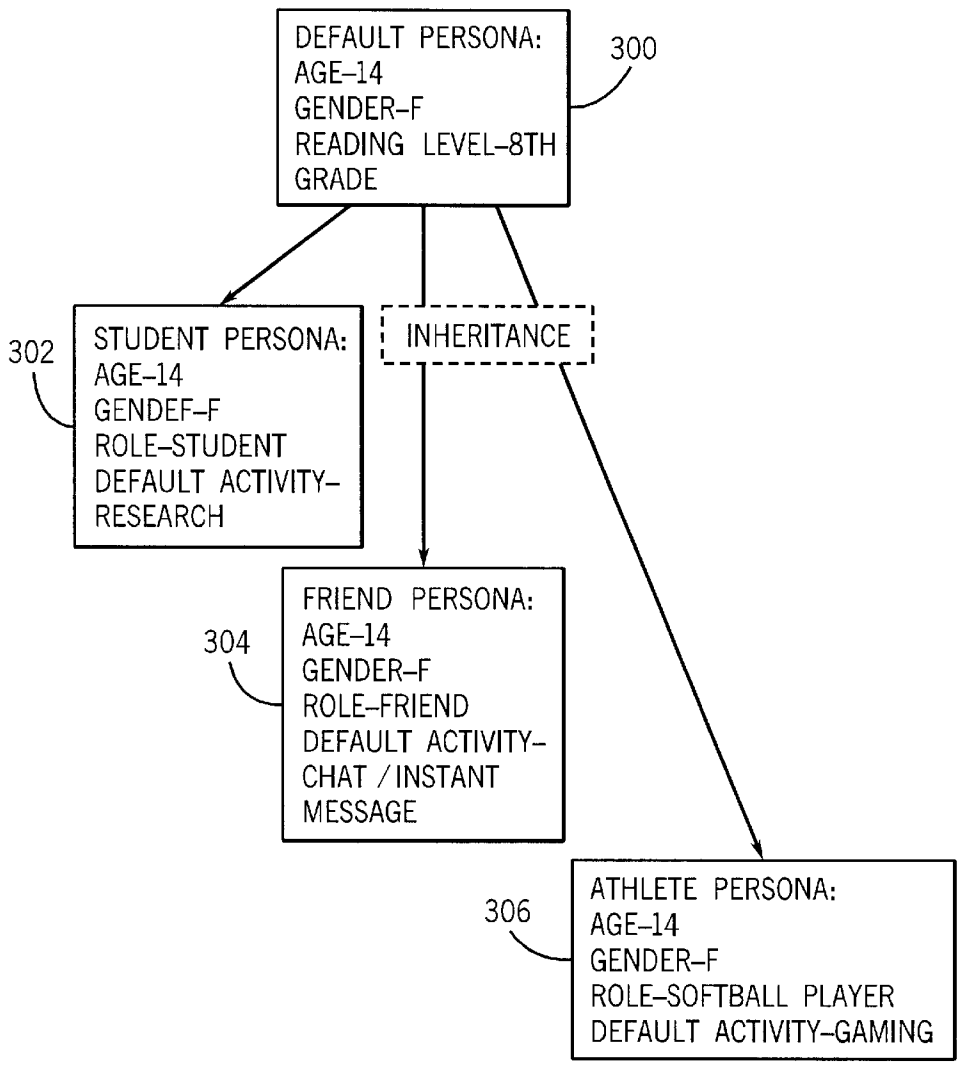 DEFAULT PERSONA:
AGE–14
GENDER–F
READING LEVEL–8TH
GRADE
300
INHERITANCE
302
STUDENT PERSONA:
AGE–14
GENDEF–F
ROLE–STUDENT
DEFAULT ACTIVITY–
RESEARCH
304
FRIEND PERSONA:
AGE–14
GENDER–F
ROLE–FRIEND
DEFAULT ACTIVITY–
CHAT / INSTANT
MESSAGE
306
ATHLETE PERSONA:
AGE–14
GENDER–F
ROLE–SOFTBALL PLAYER
DEFAULT ACTIVITY–GAMING